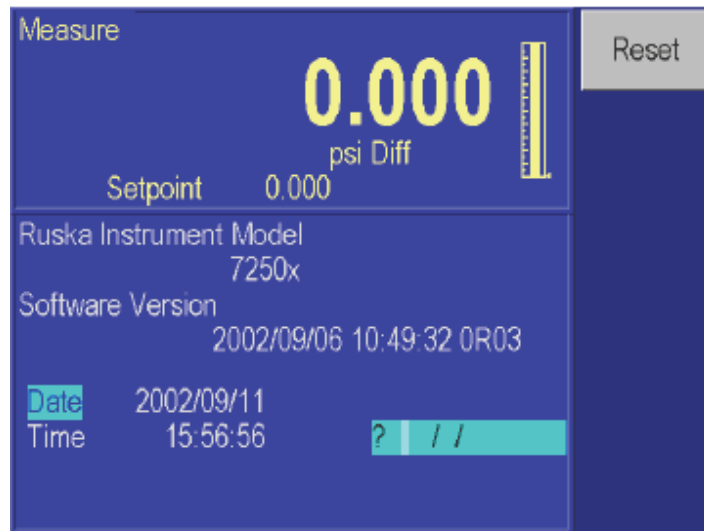 Measure
Reset
0.000
psi Diff
Setpoint 0.000
Ruska Instrument Model
7250x
Software Version
2002/09/06 10:49:32 0R03
Date 2002/09/11
Time 15:56:56 ? / /